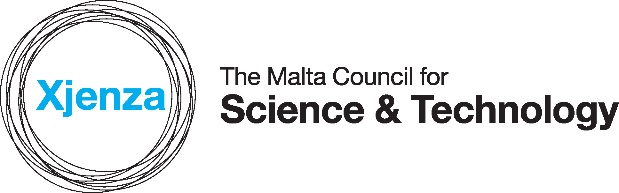 Xjenza
The Malta Council for
Science & Technology